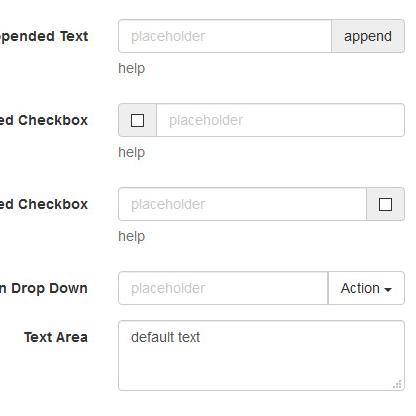 pended Text placeholder append
help
ed Checkbox placeholder
help
ed Checkbox placeholder
help
n Drop Down placeholder Action
Text Area default text